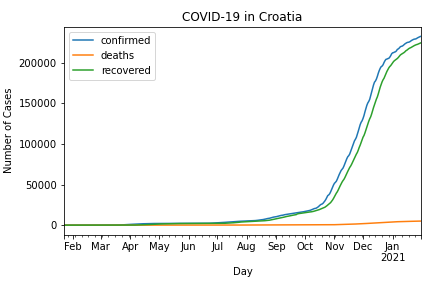 COVID-19 in Croatia
confirmed
deaths
recovered
Number of Cases
200000
150000
100000
50000
0
Feb Mar Apr May Jun Jul Aug Sep Oct Nov Dec Jan
2021
Day